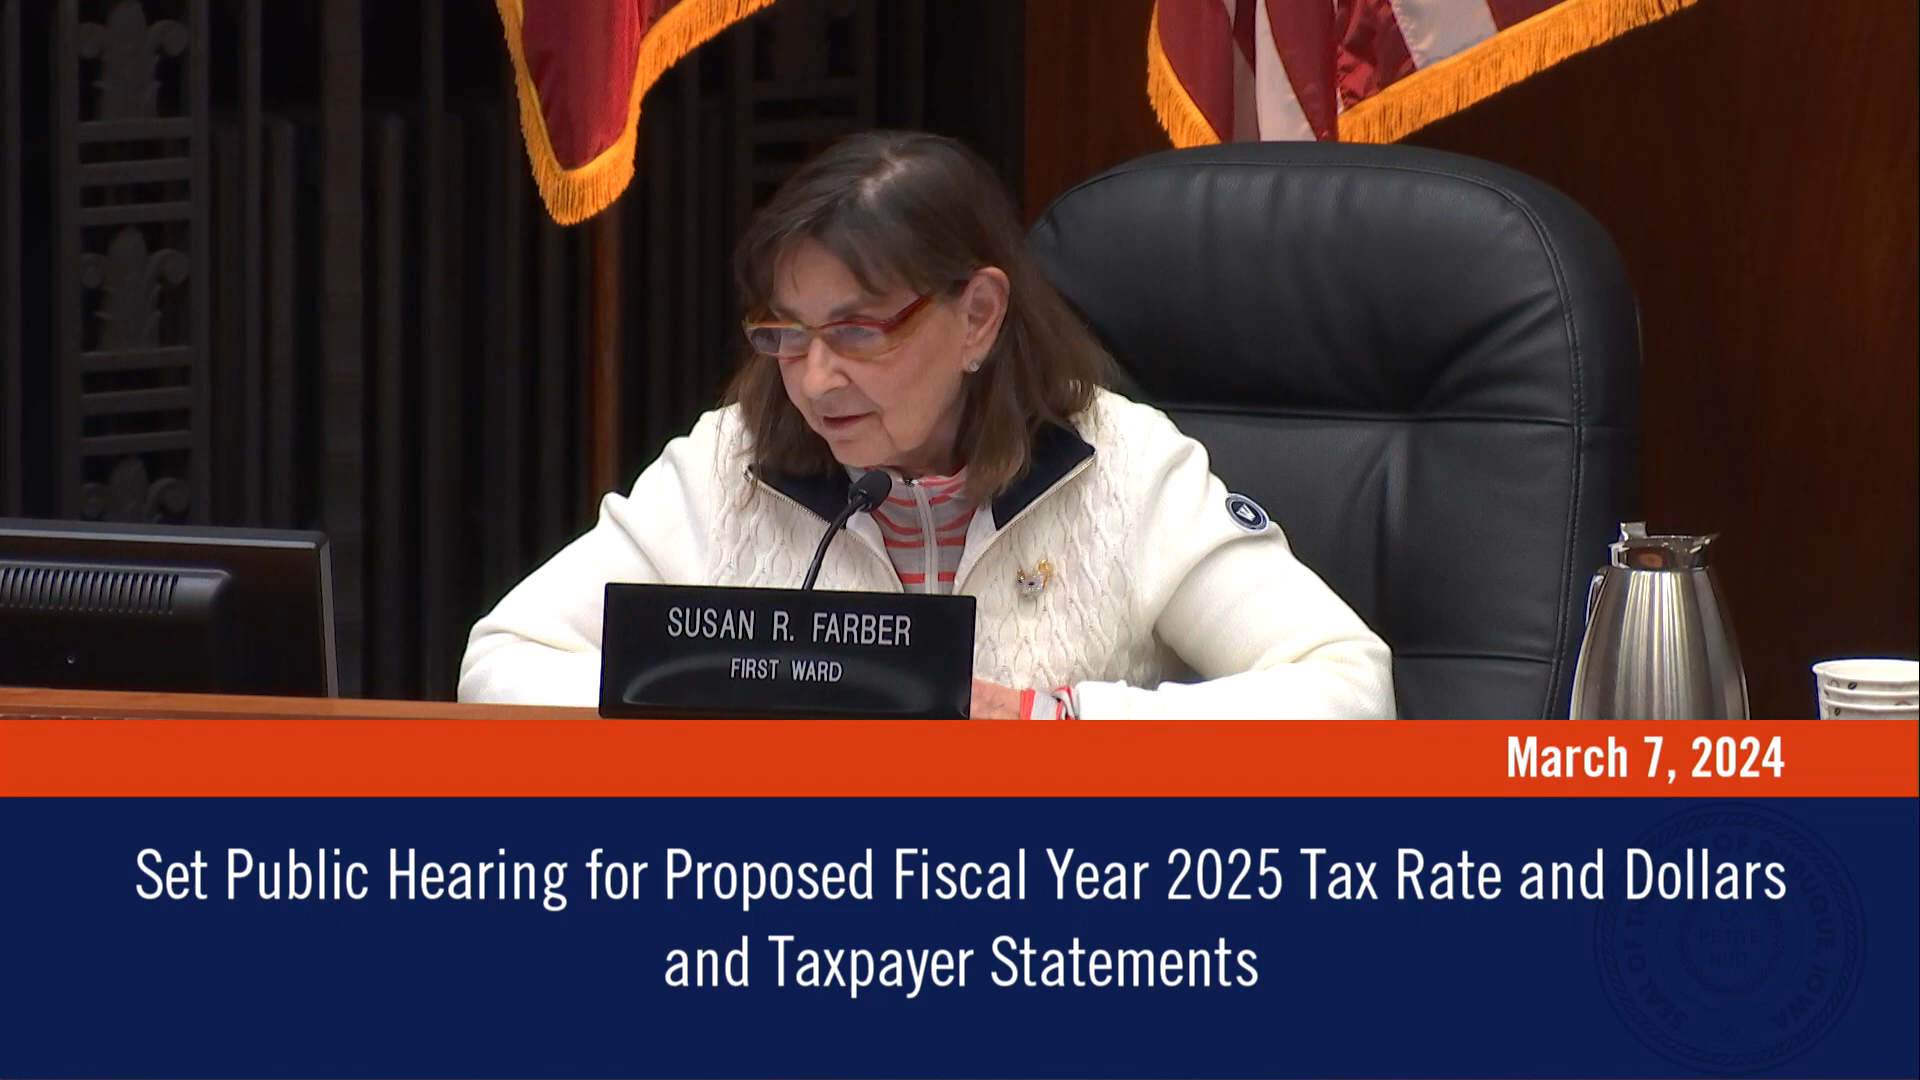 SUSAN R. FARBER
FIRST WARD
March 7, 2024
Set Public Hearing for Proposed Fiscal Year 2025 Tax Rate and Dollars
and Taxpayer Statements